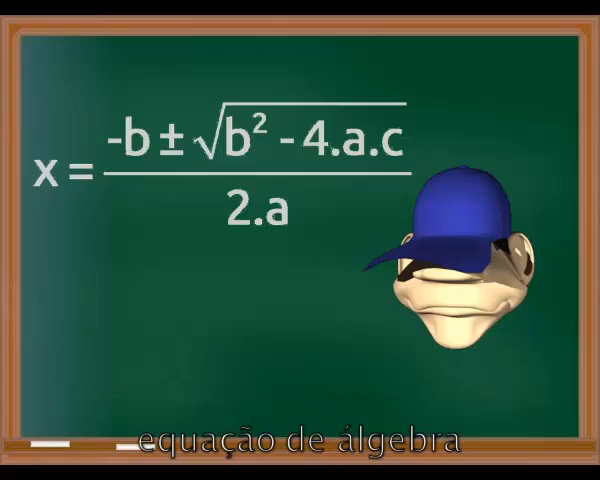 x = -b ± √b² - 4.a.c
2.a
equação de álgebra